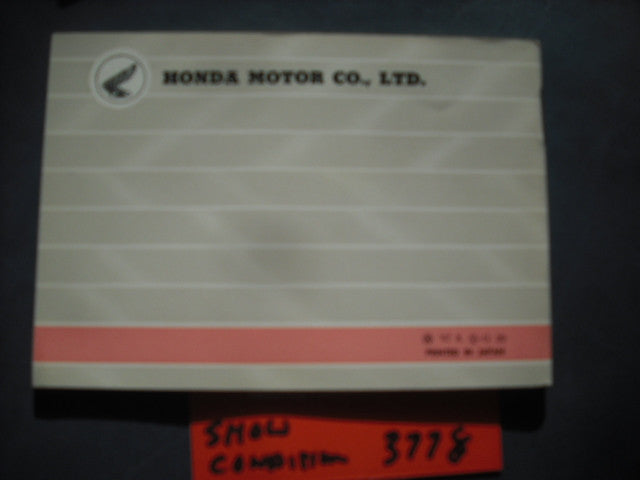 HONDA MOTOR CO., LTD.
PRINTED IN JAPAN
SHOW
CONDITION 3778